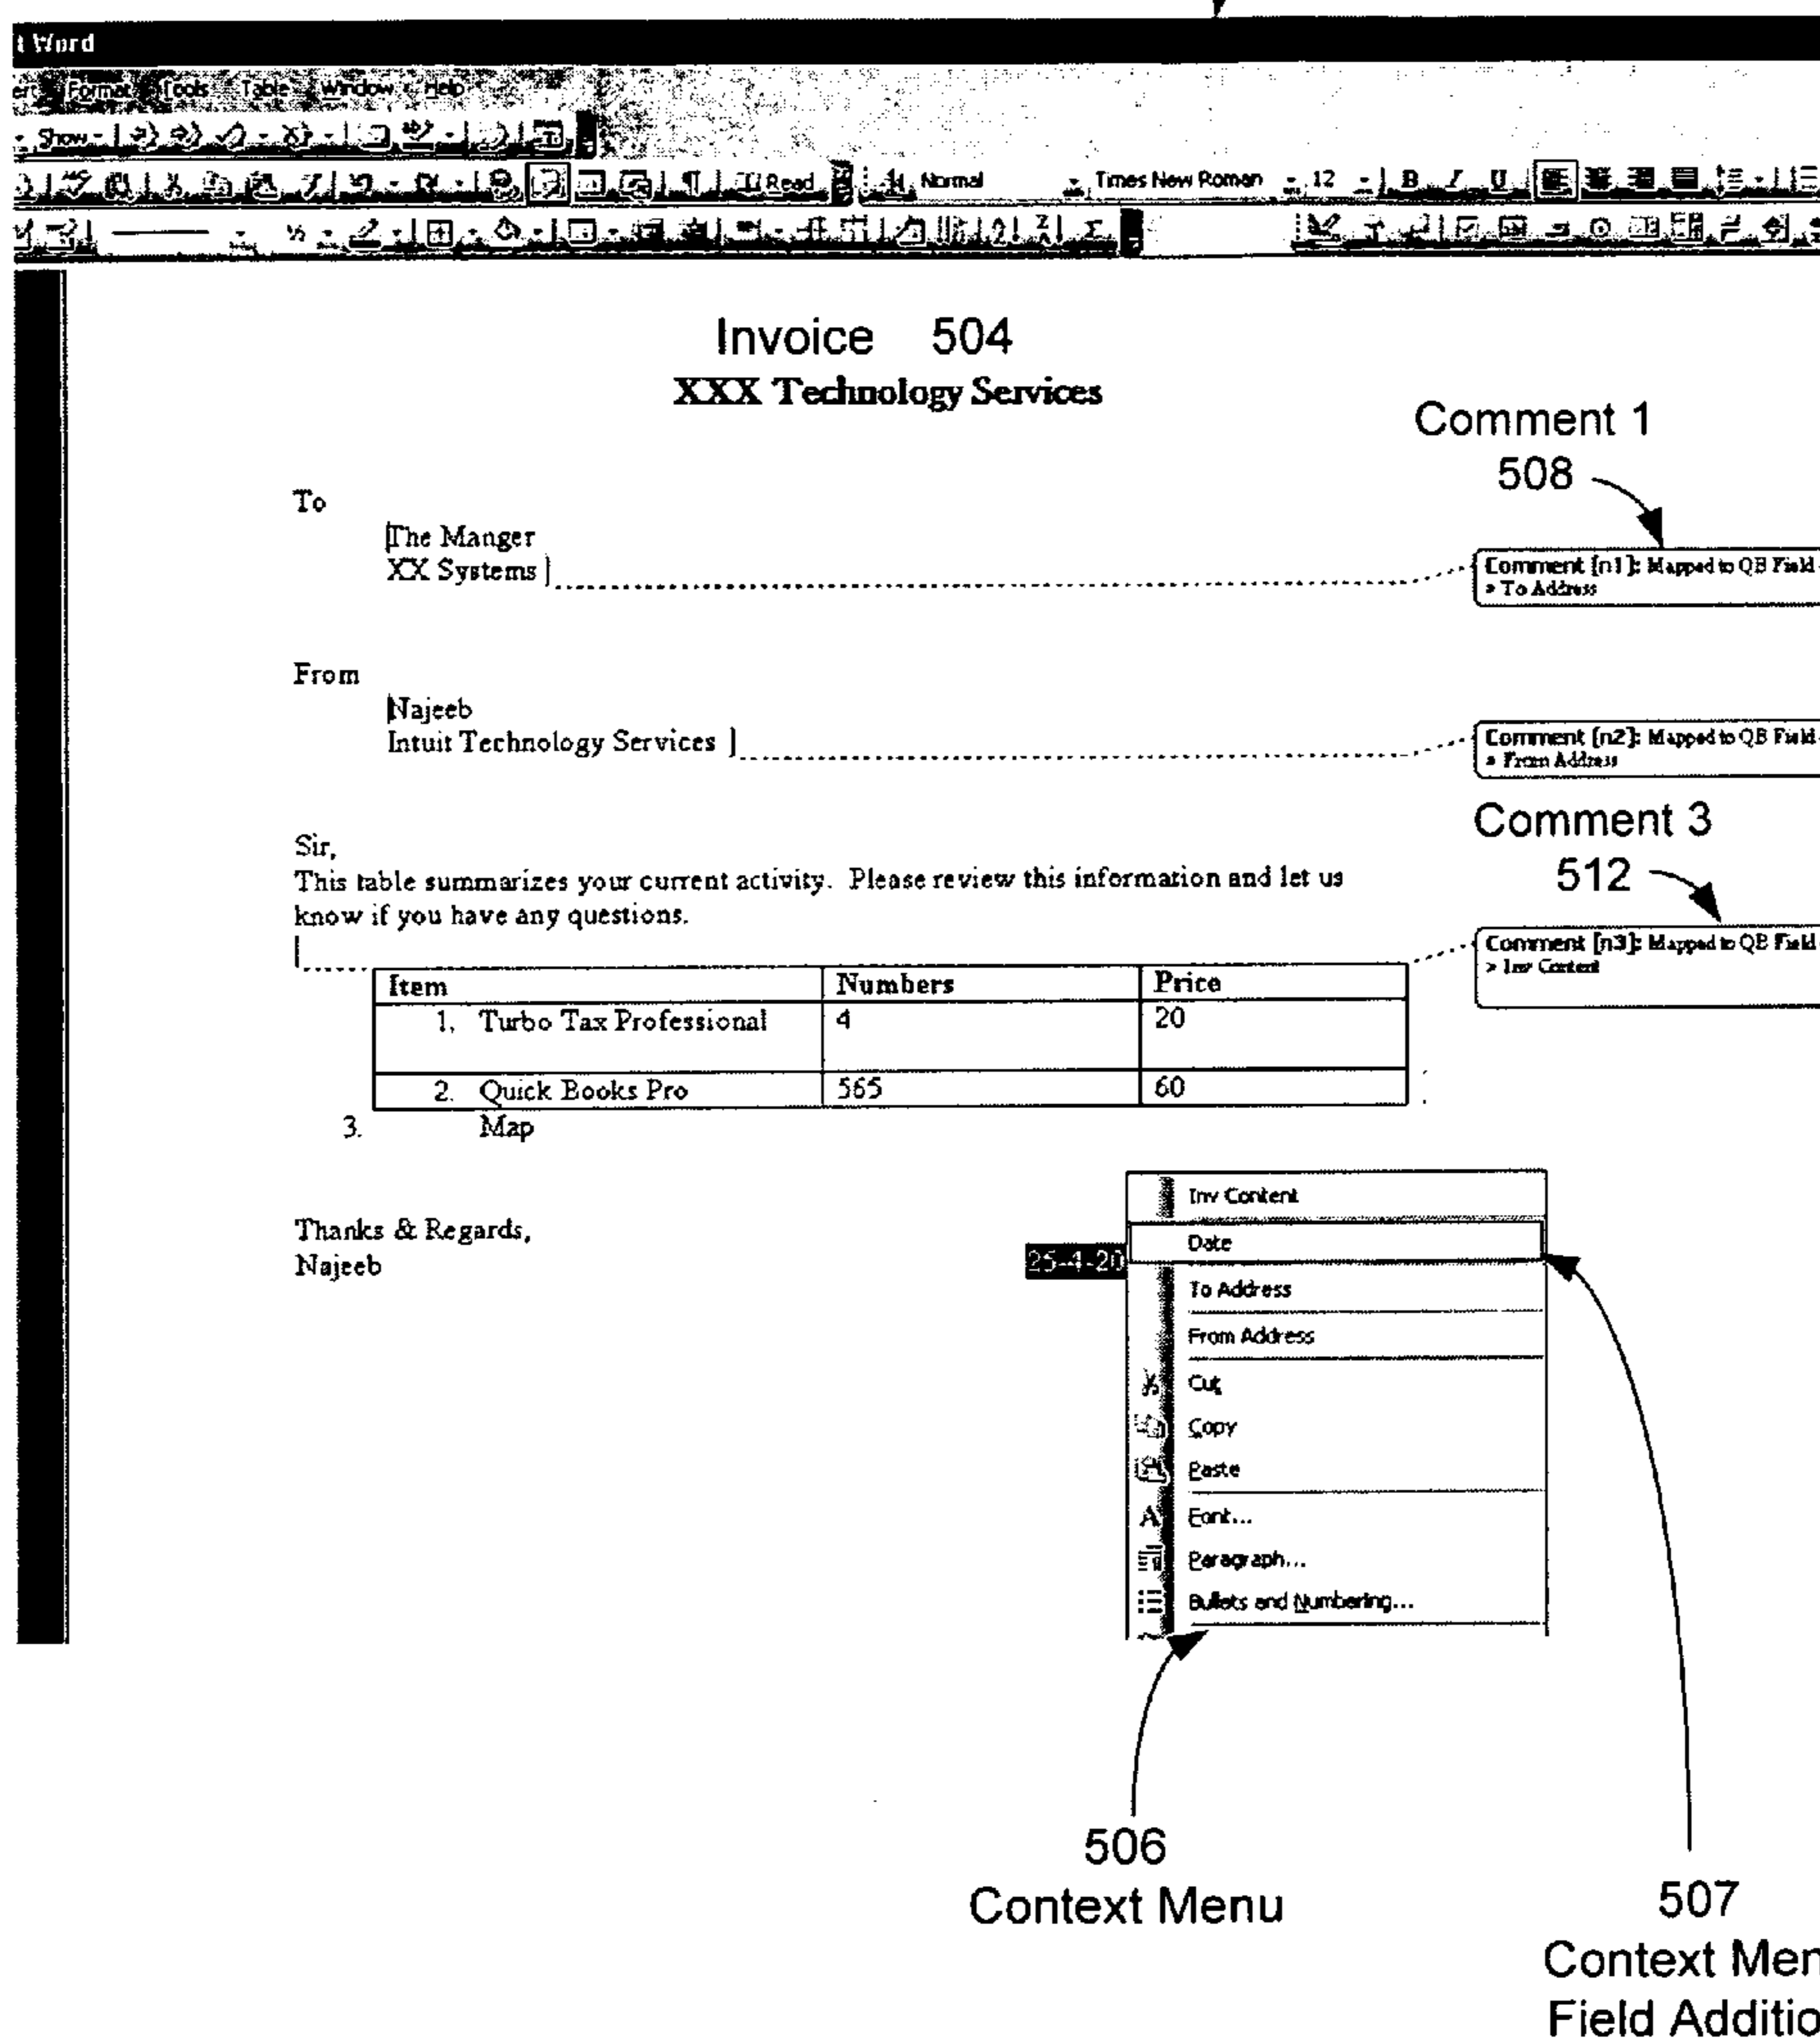 t Word
Format Tools Table Window Help
Show
Read Normal Times New Roman 12 B I U
Invoice 504
XXX Technology Services
Comment 1
508
To
The Manger
XX Systems
Comment [n1]: Mapped to QB Field
> To Address
From
Najeeb
Intuit Technology Services
Comment [n2]: Mapped to QB Field
> From Address
Comment 3
512
Sir,
This table summarizes your current activity. Please review this information and let us
know if you have any questions.
Comment [n3]: Mapped to QB Field
> Inv Content
Item Numbers Price
1. Turbo Tax Professional 4 20
2. Quick Books Pro 565 60
3. Map
Thanks & Regards,
Najeeb
25-4-20
Inv Content
Date
To Address
From Address
Cut
Copy
Paste
Font...
Paragraph...
Bullets and Numbering...
506
Context Menu
507
Context Men
Field Additio